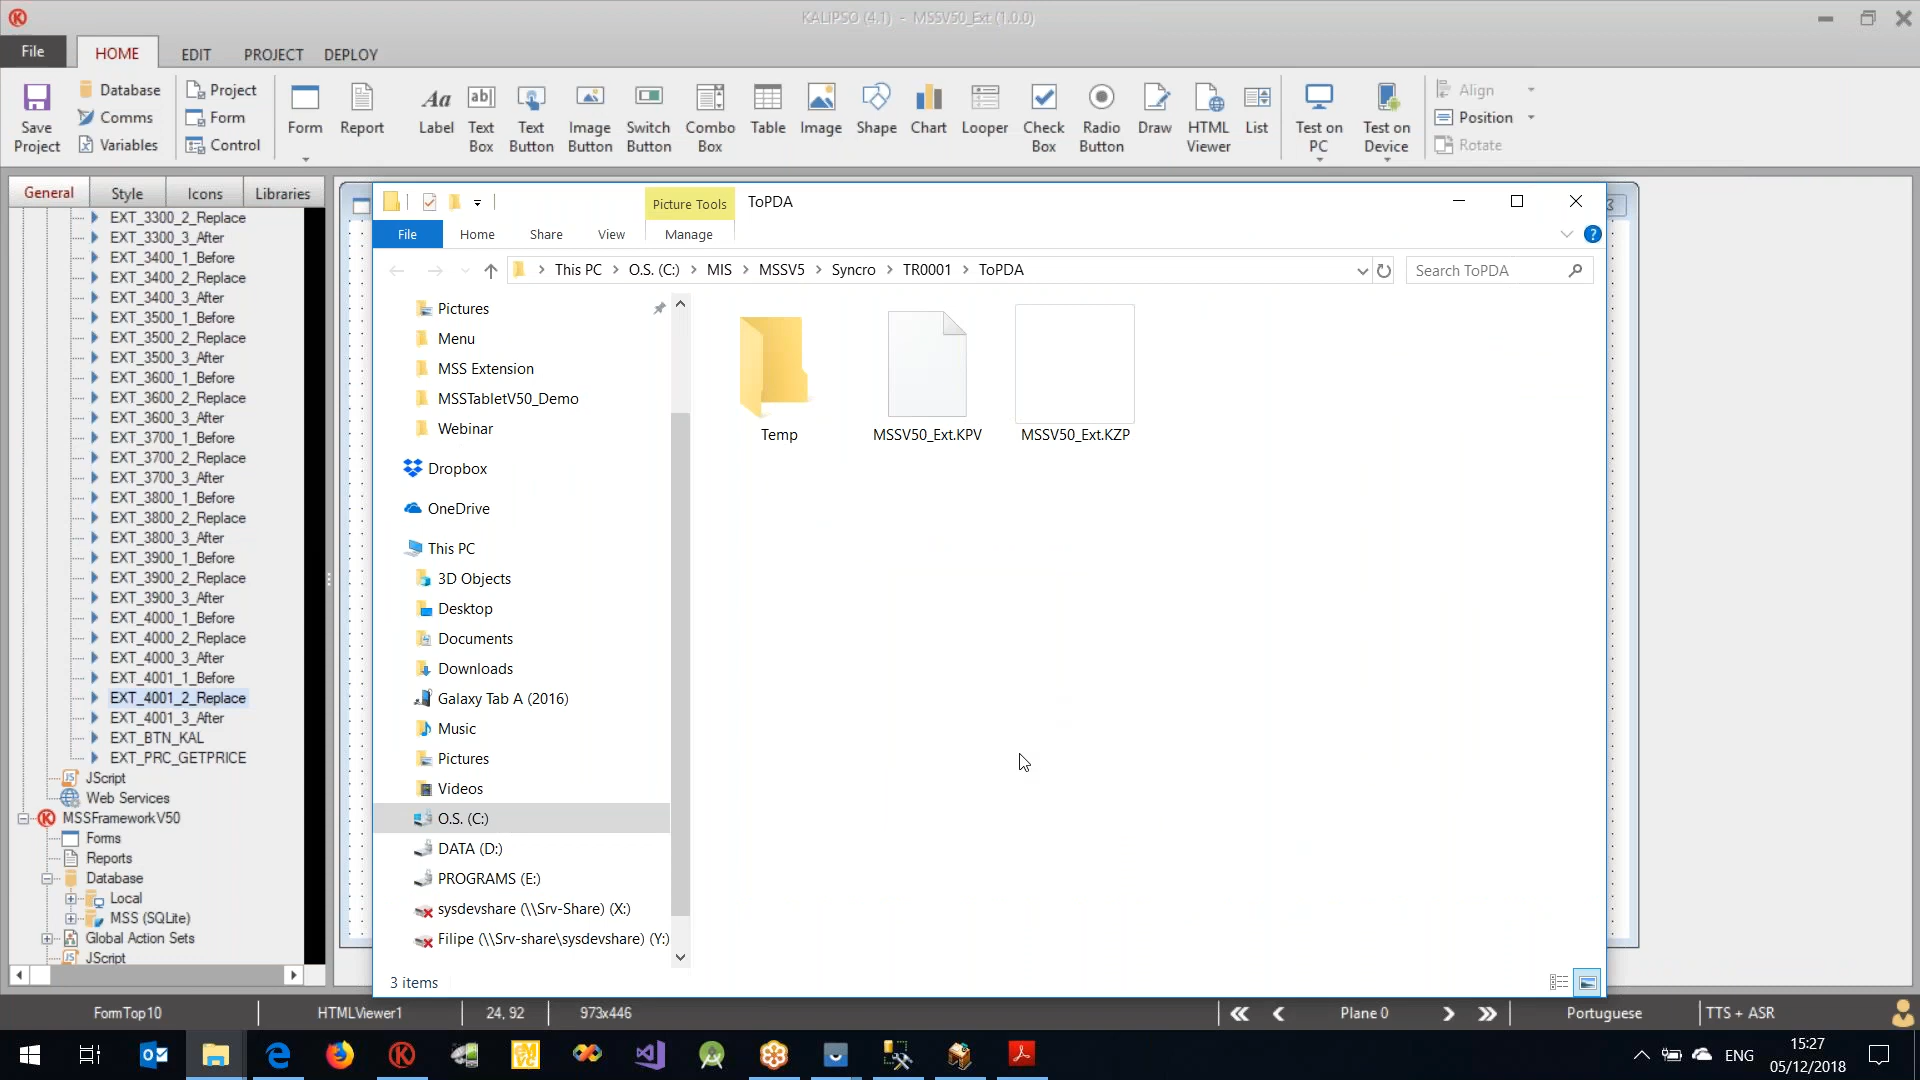 KALIPSO (4.1) - MSSV50_Ext (1.0.0)
File
HOME
EDIT
PROJECT
DEPLOY
Save Project
Database
Comms
Variables
Project
Form
Control
Form
Report
Aa
Label
ab|
Text Box
Text Button
Image Button
Switch Button
Combo Box
Table
Image
Shape
Chart
Looper
Check Box
Radio Button
Draw
HTML Viewer
List
Test on PC
Test on Device
Align
Position
Rotate
General
Style
Icons
Libraries
EXT_3300_2_Replace
EXT_3300_3_After
EXT_3400_1_Before
EXT_3400_2_Replace
EXT_3400_3_After
EXT_3500_1_Before
EXT_3500_2_Replace
EXT_3500_3_After
EXT_3600_1_Before
EXT_3600_2_Replace
EXT_3600_3_After
EXT_3700_1_Before
EXT_3700_2_Replace
EXT_3700_3_After
EXT_3800_1_Before
EXT_3800_2_Replace
EXT_3800_3_After
EXT_3900_1_Before
EXT_3900_2_Replace
EXT_3900_3_After
EXT_4000_1_Before
EXT_4000_2_Replace
EXT_4000_3_After
EXT_4001_1_Before
EXT_4001_2_Replace
EXT_4001_3_After
EXT_BTN_KAL
EXT_PRC_GETPRICE
JScript
Web Services
MSSFrameworkV50
Forms
Reports
Database
Local
MSS (SQLite)
Global Action Sets
JScript
Picture Tools
ToPDA
File
Home
Share
View
Manage
This PC > O.S. (C:) > MIS > MSSV5 > Syncro > TR0001 > ToPDA
Search ToPDA
Pictures
Menu
MSS Extension
MSSTabletV50_Demo
Webinar
Dropbox
OneDrive
This PC
3D Objects
Desktop
Documents
Downloads
Galaxy Tab A (2016)
Music
Pictures
Videos
O.S. (C:)
DATA (D:)
PROGRAMS (E:)
sysdevshare (\\Srv-Share) (X:)
Filipe (\\Srv-share\sysdevshare) (Y:)
Temp
MSSV50_Ext.KPV
MSSV50_Ext.KZP
3 items
FormTop10
HTMLViewer1
24, 92
973x446
Plane 0
Portuguese
TTS + ASR
ENG
15:27
05/12/2018